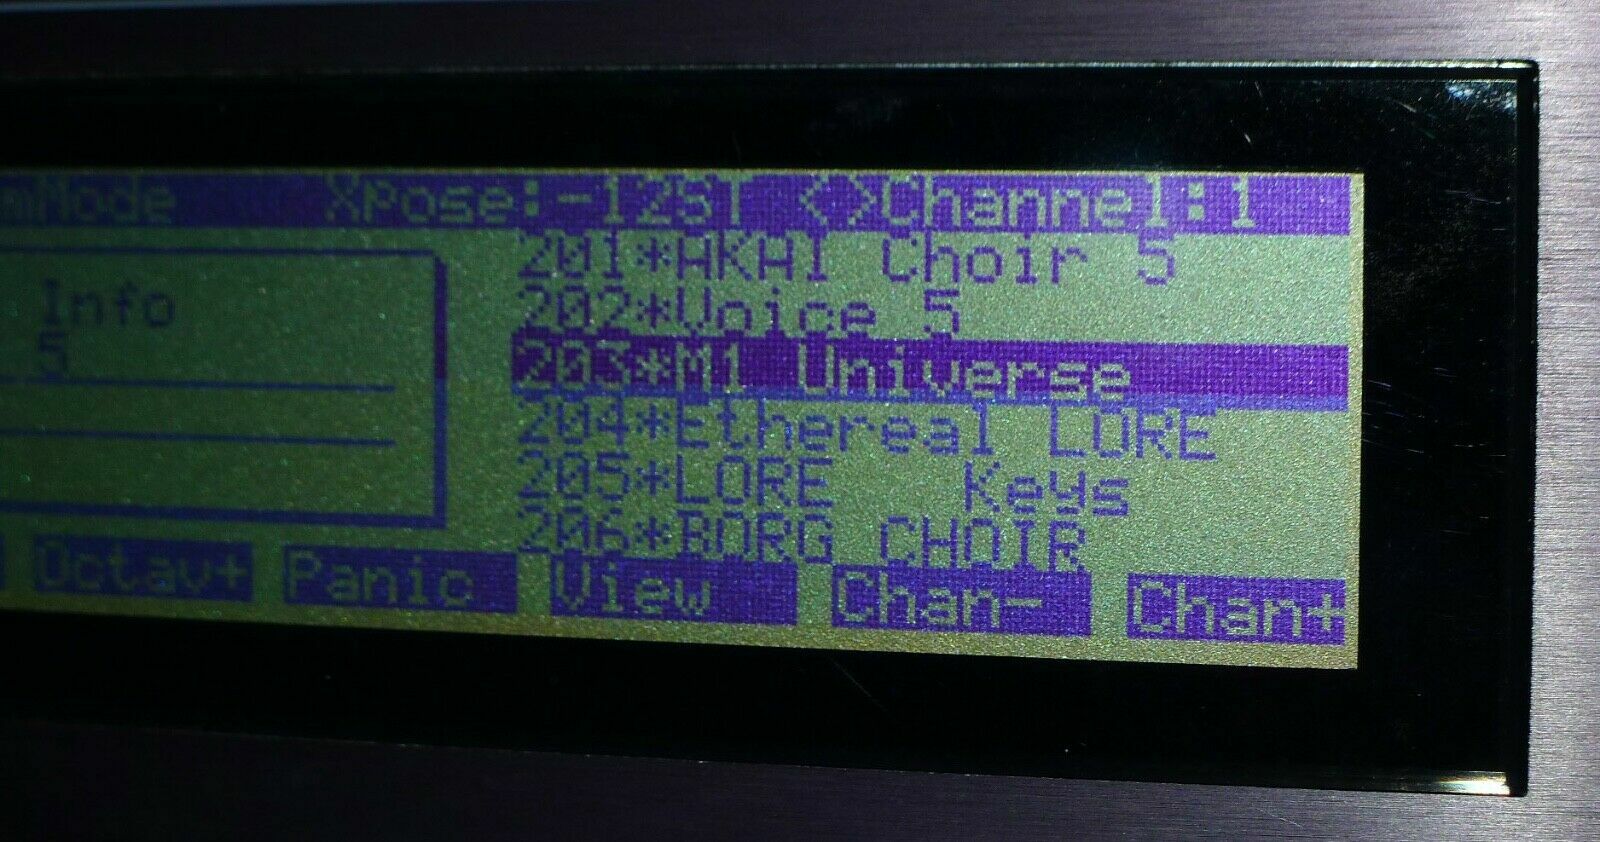 mMode Xpose:-12ST <>Channel:1
201*AKAI Choir 5
202*Voice 5
Info
203*M1 Universe
5
204*Ethereal LORE
205*LORE Keys
206*BORG CHOIR
Octav+ Panic View Chan- Chan+